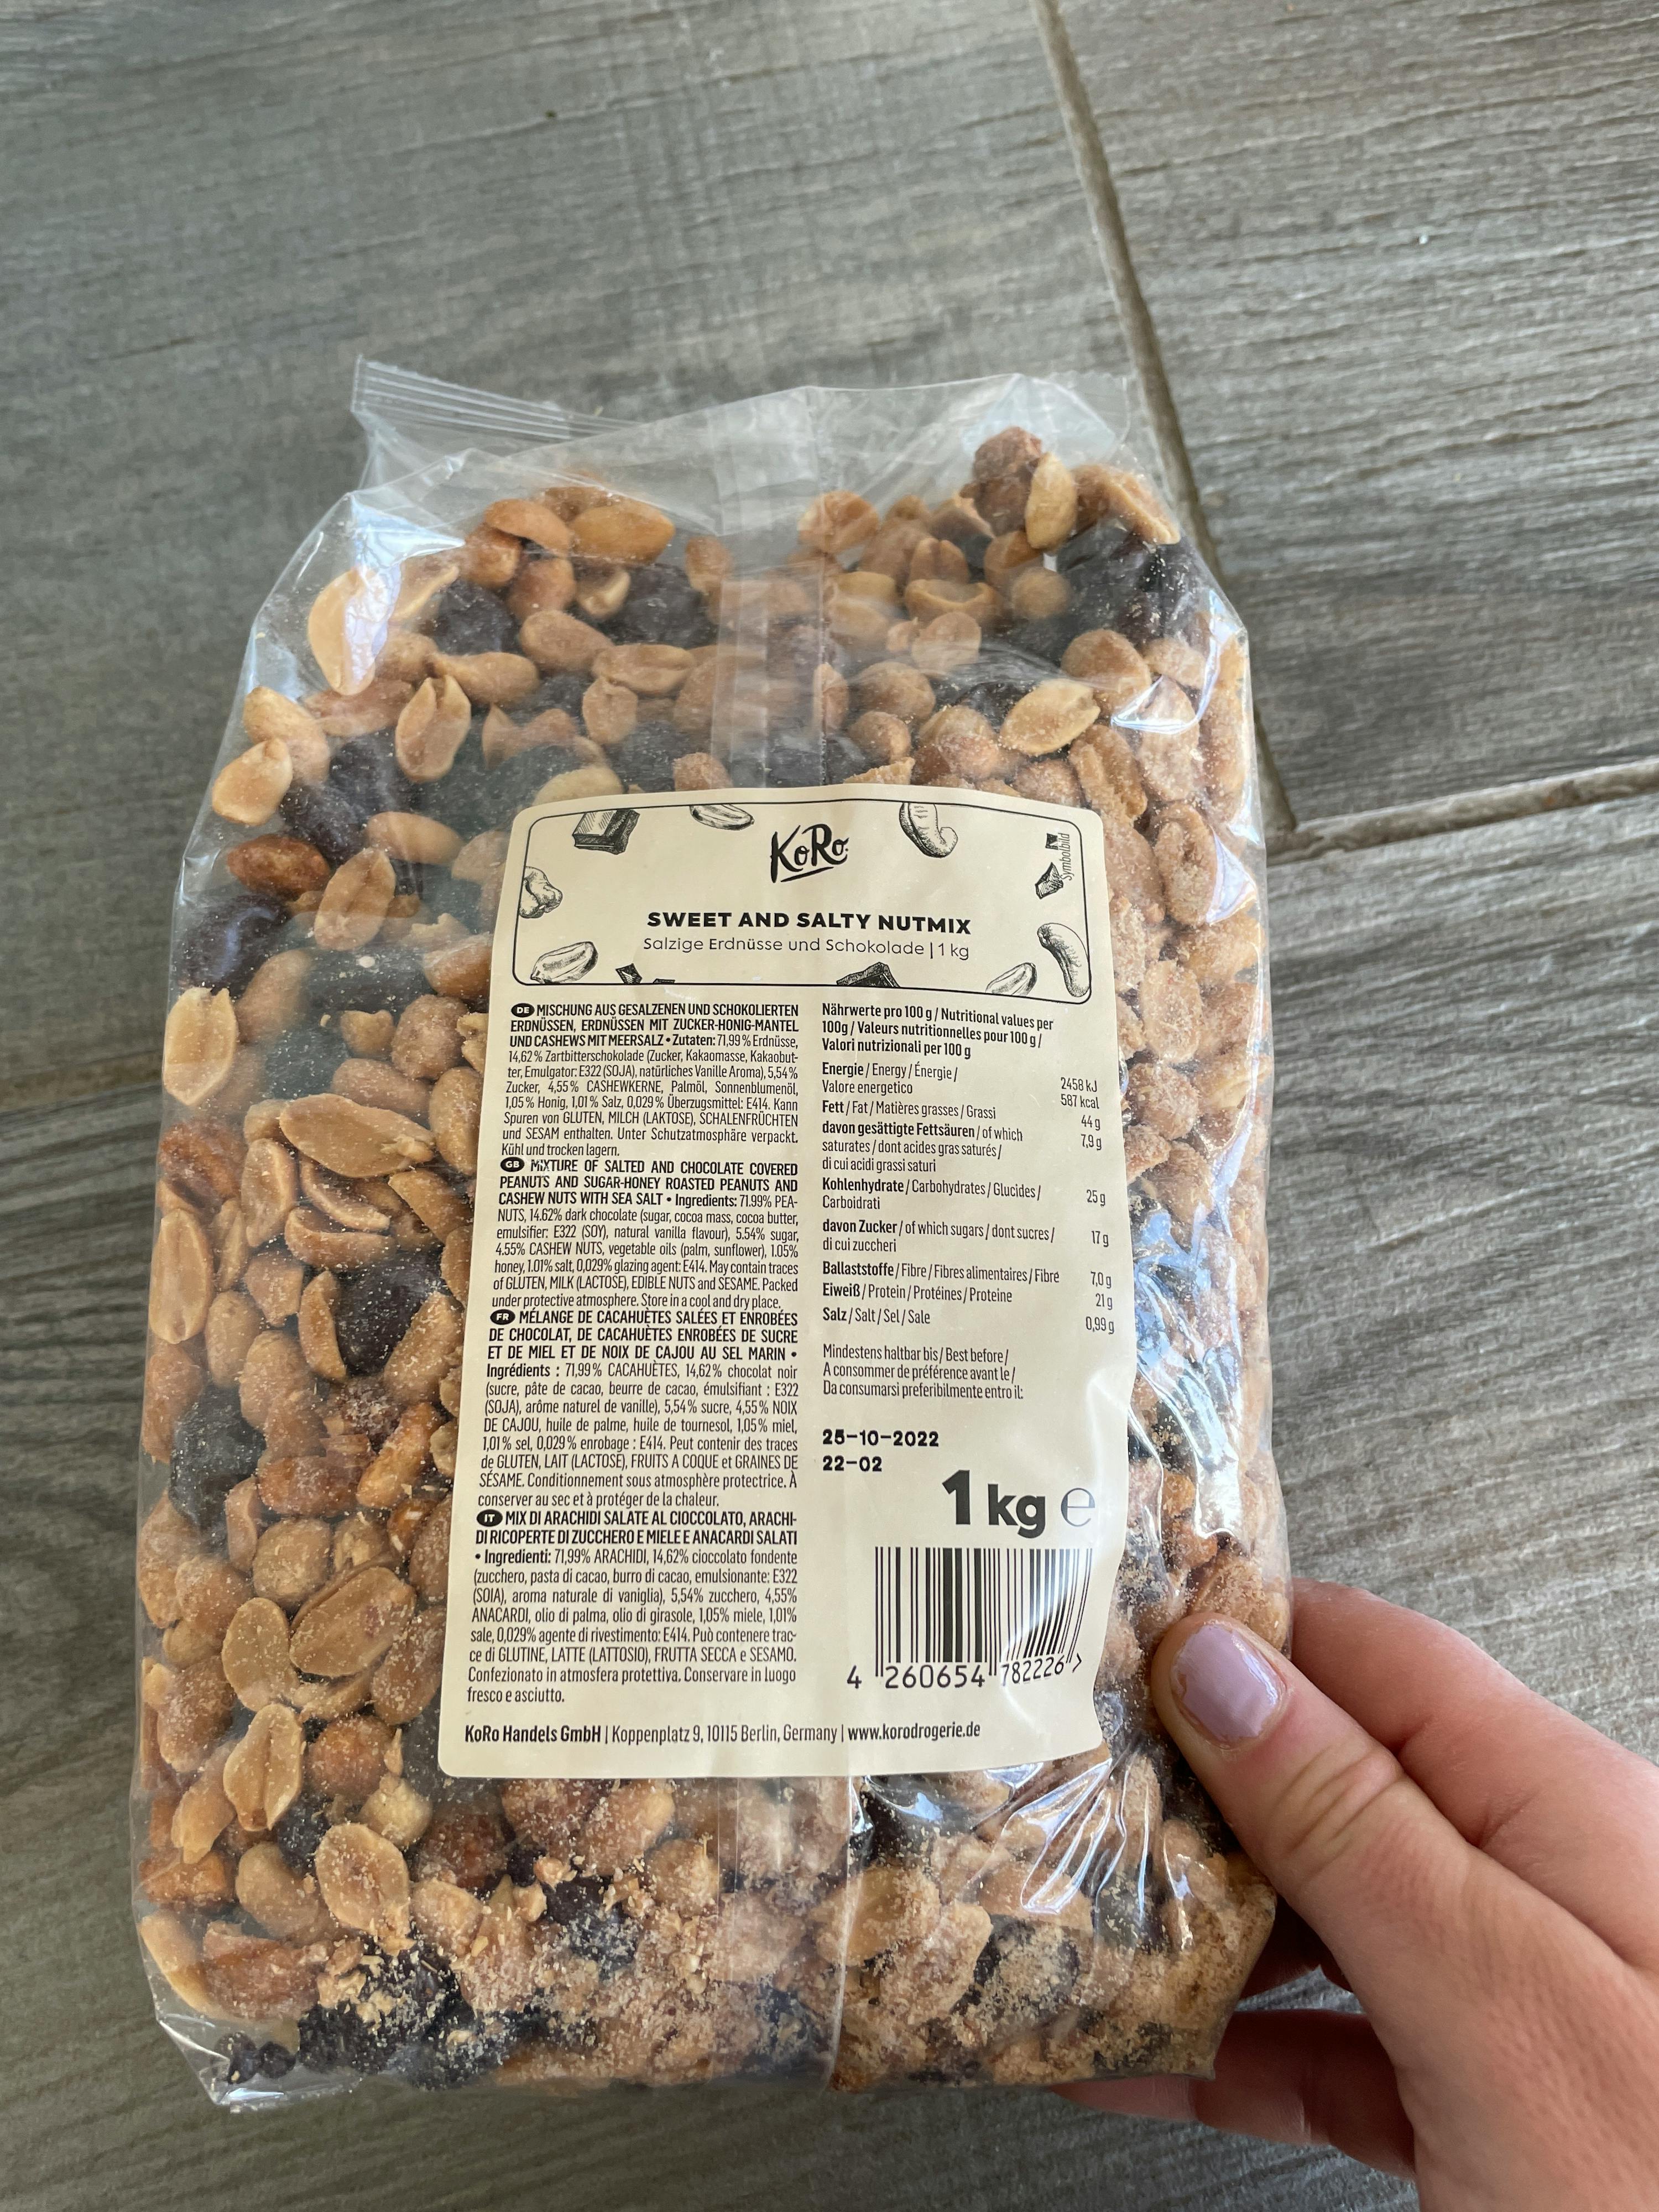 KoRo
Symbolbild
SWEET AND SALTY NUTMIX
Salzige Erdnüsse und Schokolade | 1 kg
DE MISCHUNG AUS GESALZENEN UND SCHOKOLIERTEN
ERDNÜSSEN, ERDNÜSSEN MIT ZUCKER-HONIG-MANTEL
UND CASHEWS MIT MEERSALZ • Zutaten: 71,99 % Erdnüsse,
14,62 % Zartbitterschokolade (Zucker, Kakaomasse, Kakaobut-
ter, Emulgator: E322 (SOJA), natürliches Vanille Aroma), 5,54 %
Zucker, 4,55 % CASHEWKERNE, Palmöl, Sonnenblumenöl,
1,05 % Honig, 1,01 % Salz, 0,029 % Überzugsmittel: E414. Kann
Spuren von GLUTEN, MILCH (LAKTOSE), SCHALENFRÜCHTEN
und SESAM enthalten. Unter Schutzatmosphäre verpackt.
Kühl und trocken lagern.
GB MIXTURE OF SALTED AND CHOCOLATE COVERED
PEANUTS AND SUGAR-HONEY ROASTED PEANUTS AND
CASHEW NUTS WITH SEA SALT • Ingredients: 71.99% PEA-
NUTS, 14.62% dark chocolate (sugar, cocoa mass, cocoa butter,
emulsifier: E322 (SOY), natural vanilla flavour), 5.54% sugar,
4.55% CASHEW NUTS, vegetable oils (palm, sunflower), 1.05%
honey, 1.01% salt, 0,029% glazing agent: E414. May contain traces
of GLUTEN, MILK (LACTOSE), EDIBLE NUTS and SESAME. Packed
under protective atmosphere. Store in a cool and dry place.
FR MÉLANGE DE CACAHUÈTES SALÉES ET ENROBÉES
DE CHOCOLAT, DE CACAHUÈTES ENROBÉES DE SUCRE
ET DE MIEL ET DE NOIX DE CAJOU AU SEL MARIN •
Ingrédients : 71,99 % CACAHUÈTES, 14,62% chocolat noir
(sucre, pâte de cacao, beurre de cacao, émulsifiant : E322
(SOJA), arôme naturel de vanille), 5,54 % sucre, 4,55 % NOIX
DE CAJOU, huile de palme, huile de tournesol, 1,05 % miel,
1,01 % sel, 0,029 % enrobage : E414. Peut contenir des traces
de GLUTEN, LAIT (LACTOSE), FRUITS A COQUE et GRAINES DE
SÉSAME. Conditionnement sous atmosphère protectrice. À
conserver au sec et à protéger de la chaleur.
IT MIX DI ARACHIDI SALATE AL CIOCCOLATO, ARACHI-
DI RICOPERTE DI ZUCCHERO E MIELE E ANACARDI SALATI
• Ingredienti: 71,99% ARACHIDI, 14,62% cioccolato fondente
(zucchero, pasta di cacao, burro di cacao, emulsionante: E322
(SOIA), aroma naturale di vaniglia), 5,54% zucchero, 4,55%
ANACARDI, olio di palma, olio di girasole, 1,05% miele, 1,01%
sale, 0,029% agente di rivestimento: E414. Può contenere trac-
ce di GLUTINE, LATTE (LATTOSIO), FRUTTA SECCA e SESAMO.
Confezionato in atmosfera protettiva. Conservare in luogo
fresco e asciutto.
Nährwerte pro 100 g / Nutritional values per
100g / Valeurs nutritionnelles pour 100 g /
Valori nutrizionali per 100 g
Energie / Energy / Énergie /
Valore energetico 2458 kJ
587 kcal
Fett / Fat / Matières grasses / Grassi 44 g
davon gesättigte Fettsäuren / of which 7,9 g
saturates / dont acides gras saturés /
di cui acidi grassi saturi
Kohlenhydrate / Carbohydrates / Glucides / 25 g
Carboidrati
davon Zucker / of which sugars / dont sucres / 17 g
di cui zuccheri
Ballaststoffe / Fibre / Fibres alimentaires / Fibre 7,0 g
Eiweiß / Protein / Protéines / Proteine 21 g
Salz / Salt / Sel / Sale 0,99 g
Mindestens haltbar bis / Best before /
A consommer de préférence avant le /
Da consumarsi preferibilmente entro il:
25-10-2022
22-02
1 kg e
4 260654 782226 >
KoRo Handels GmbH | Koppenplatz 9, 10115 Berlin, Germany | www.korodrogerie.de